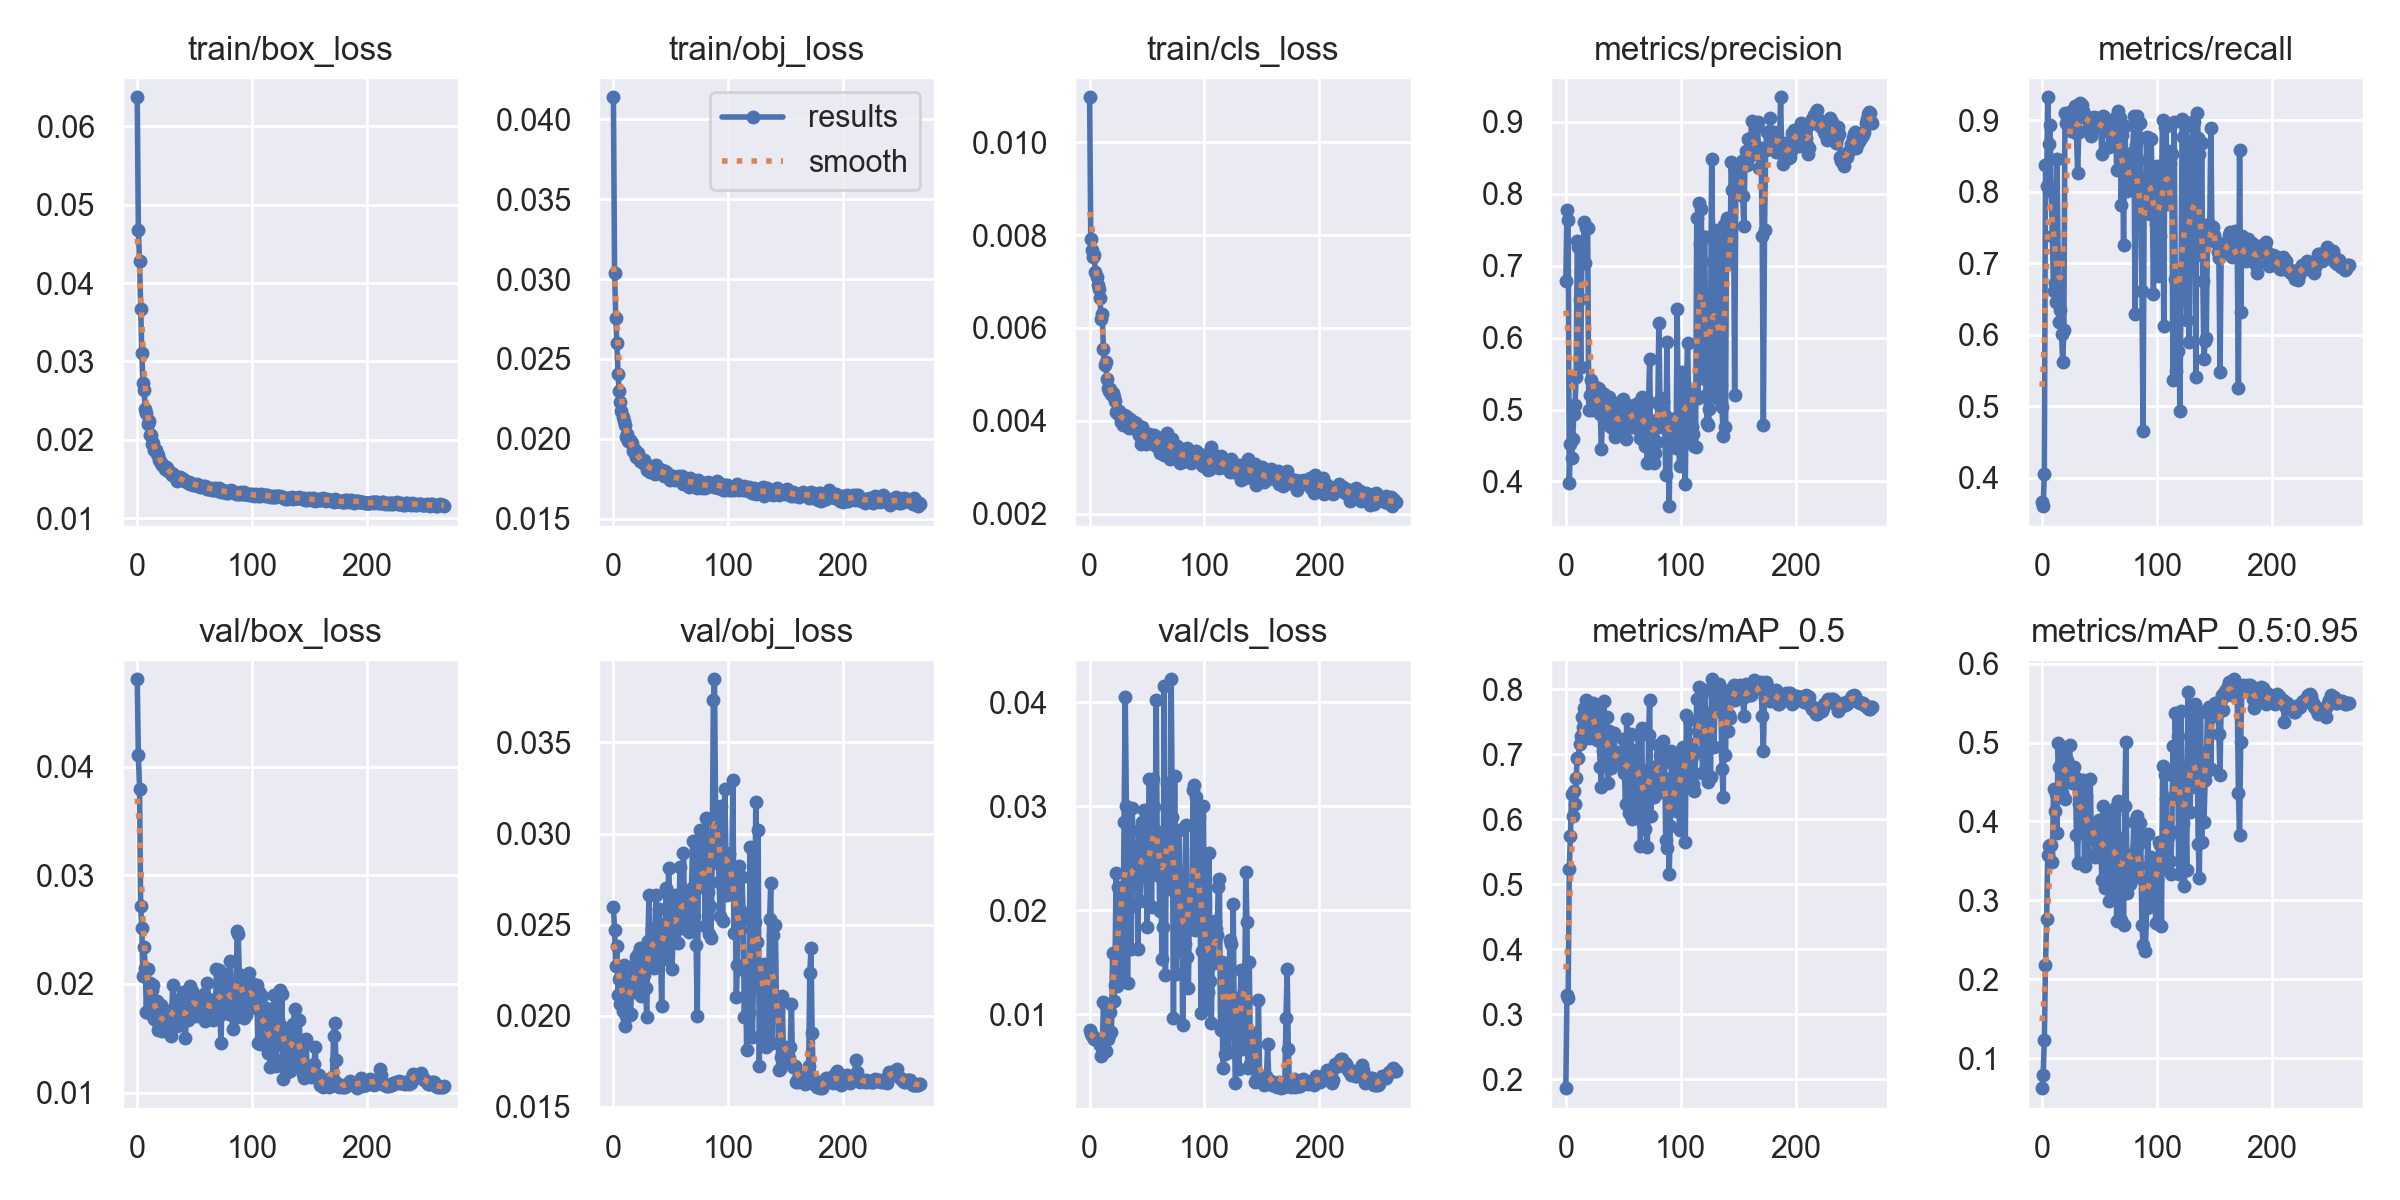 train/box_loss
train/obj_loss
train/cls_loss
metrics/precision
metrics/recall
0.06
0.05
0.04
0.03
0.02
0.01
0 100 200
0.040
0.035
0.030
0.025
0.020
0.015
results
smooth
0 100 200
0.010
0.008
0.006
0.004
0.002
0 100 200
0.9
0.8
0.7
0.6
0.5
0.4
0 100 200
0.9
0.8
0.7
0.6
0.5
0.4
0 100 200
val/box_loss
val/obj_loss
val/cls_loss
metrics/mAP_0.5
metrics/mAP_0.5:0.95
0.04
0.03
0.02
0.01
0 100 200
0.035
0.030
0.025
0.020
0.015
0 100 200
0.04
0.03
0.02
0.01
0 100 200
0.8
0.7
0.6
0.5
0.4
0.3
0.2
0 100 200
0.6
0.5
0.4
0.3
0.2
0.1
0 100 200